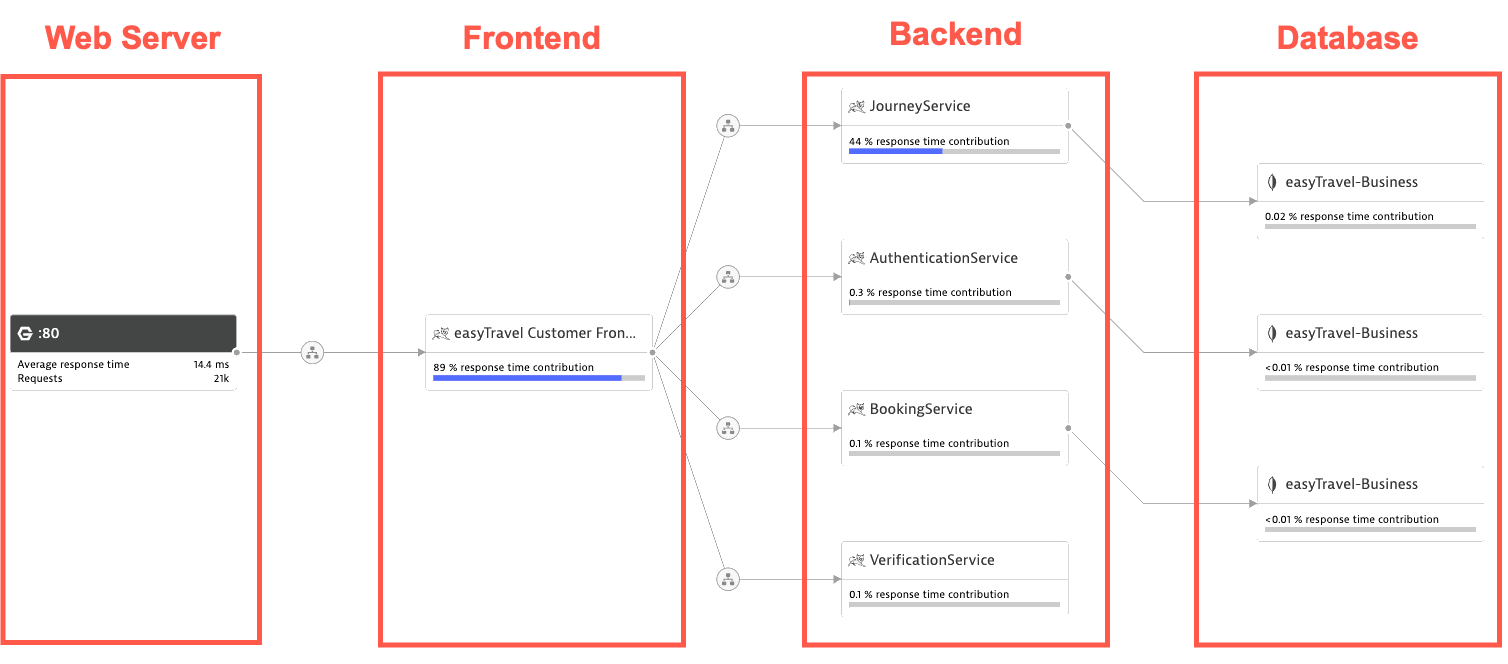 Web Server
Frontend
Backend
Database
:80
Average response time 14.4 ms
Requests 21k
easyTravel Customer Fron...
89 % response time contribution
JourneyService
44 % response time contribution
AuthenticationService
0.3 % response time contribution
BookingService
0.1 % response time contribution
VerificationService
0.1 % response time contribution
easyTravel-Business
0.02 % response time contribution
easyTravel-Business
<0.01 % response time contribution
easyTravel-Business
<0.01 % response time contribution